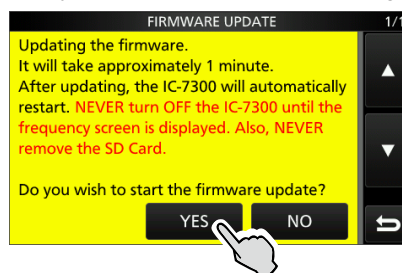 FIRMWARE UPDATE 1/1
Updating the firmware.
It will take approximately 1 minute.
After updating, the IC-7300 will automatically
restart. NEVER turn OFF the IC-7300 until the
frequency screen is displayed. Also, NEVER
remove the SD Card.
Do you wish to start the firmware update?
YES NO